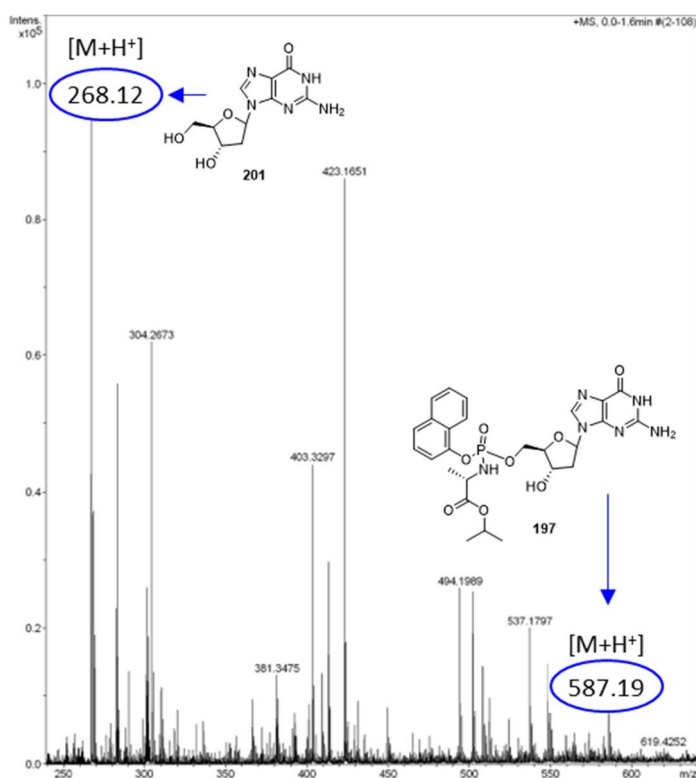 Intens.
x10⁵
+MS, 0.0-1.6min #(2-108)
[M+H⁺]
268.12
1.0
O
N
NH
N
N
NH₂
O
HO
HO
201
423.1651
0.8
304.2673
0.6
O
N
NH
O
N
N
NH₂
O
P
O
O
NH
HO
O
O
197
403.3297
0.4
494.1989
537.1797
0.2
[M+H⁺]
587.19
381.3475
619.4252
0.0
250
300
350
400
450
500
550
600